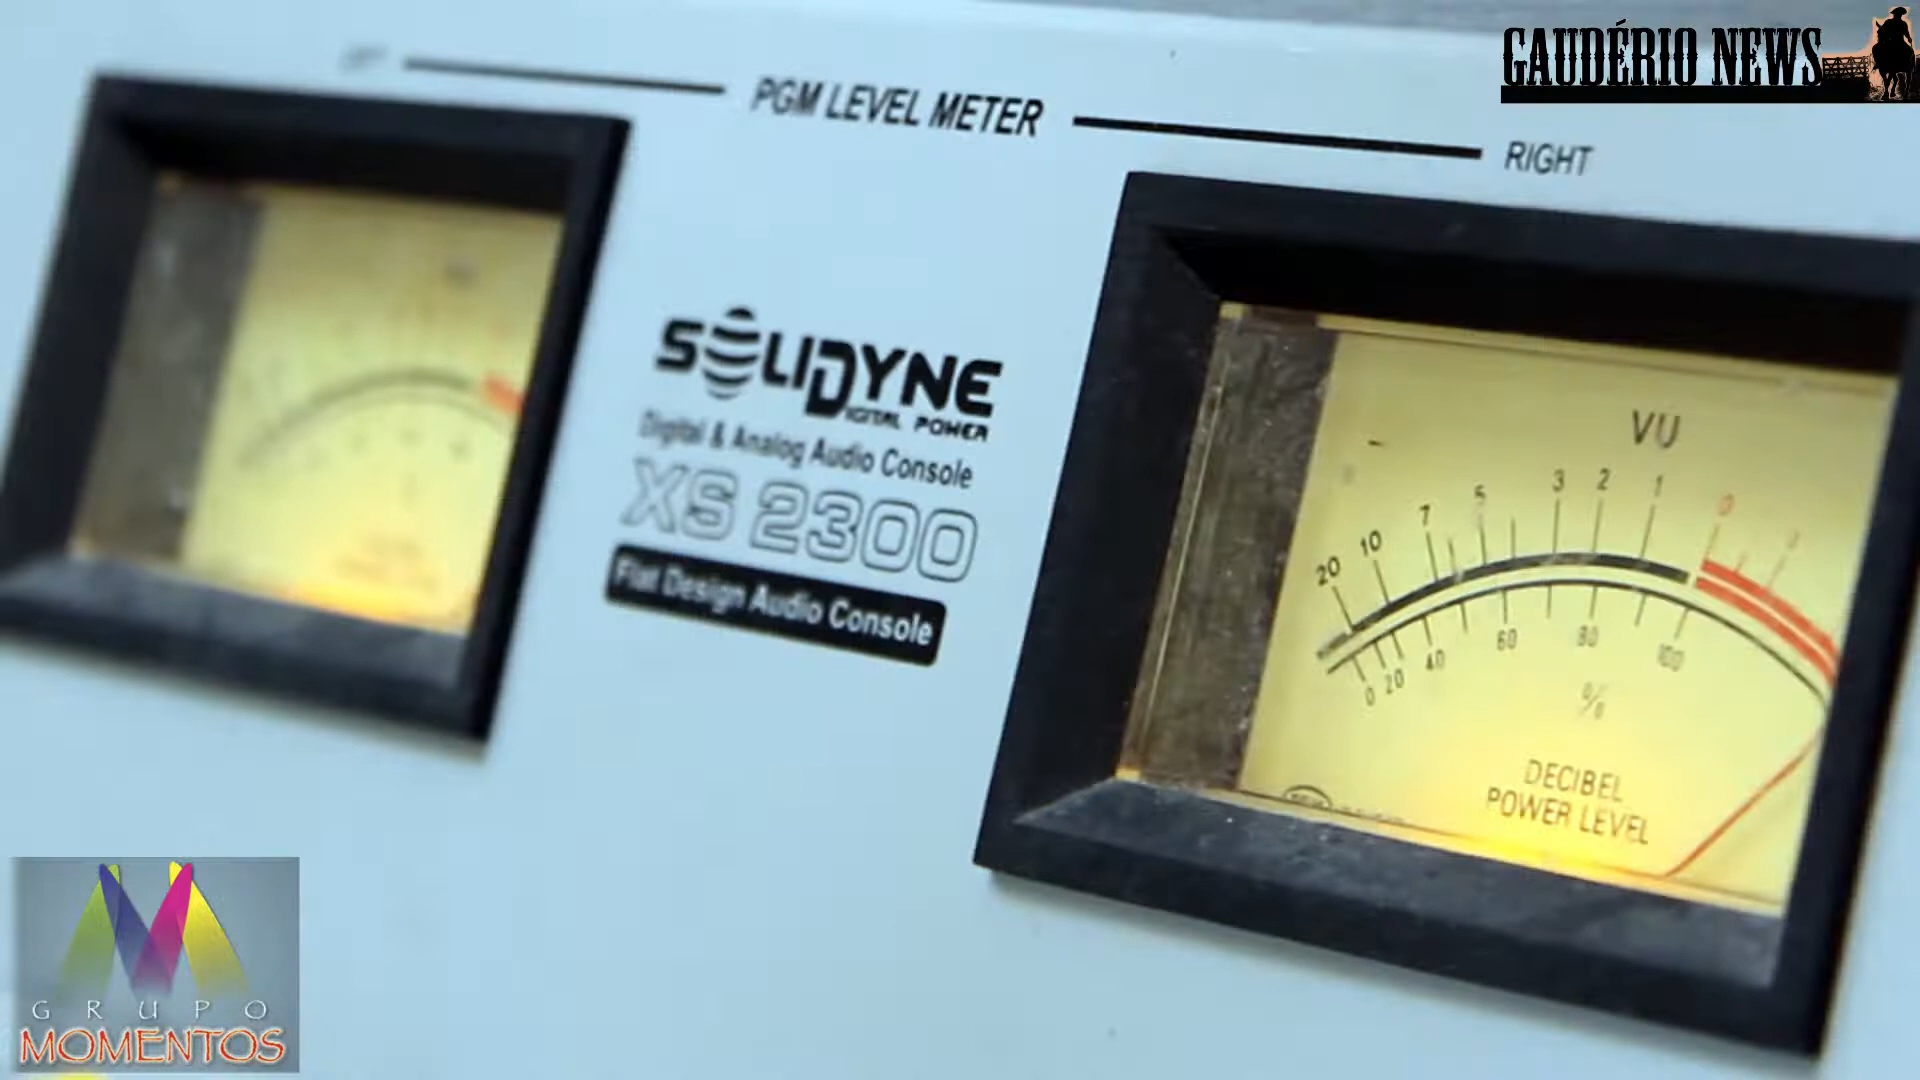 GAUDÉRIO NEWS
PGM LEVEL METER
RIGHT
SOLIDYNE
DIGITAL POWER
Digital & Analog Audio Console
XS 2300
Flat Design Audio Console
VU
20 10 7 5 3 2 1 0
0 20 40 60 80 100
%
DECIBEL
POWER LEVEL
GRUPO
MOMENTOS